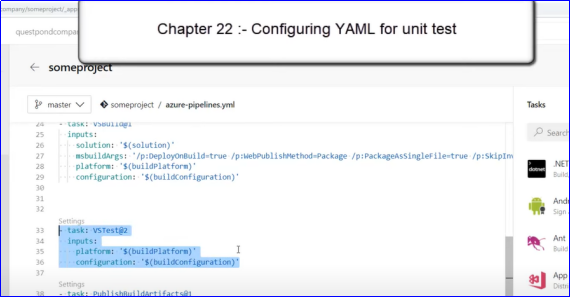 company/someproject/_app
Chapter 22 :- Configuring YAML for unit test
questpondcompany
← someproject
master someproject / azure-pipelines.yml
Tasks
24 - task: VSBuild@1
25 inputs:
Search
26 solution: '$(solution)'
27 msbuildArgs: '/p:DeployOnBuild=true /p:WebPublishMethod=Package /p:PackageAsSingleFile=true /p:SkipIn
28 platform: '$(buildPlatform)'
29 configuration: '$(buildConfiguration)'
30
31
32
.NET
Build,
Settings
33 - task: VSTest@2
34 inputs:
35 platform: '$(buildPlatform)'
36 configuration: '$(buildConfiguration)'
37
Andr
Sign a
Ant
Build
App
Settings
38 - task: PublishBuildArtifacts@1
Distrib